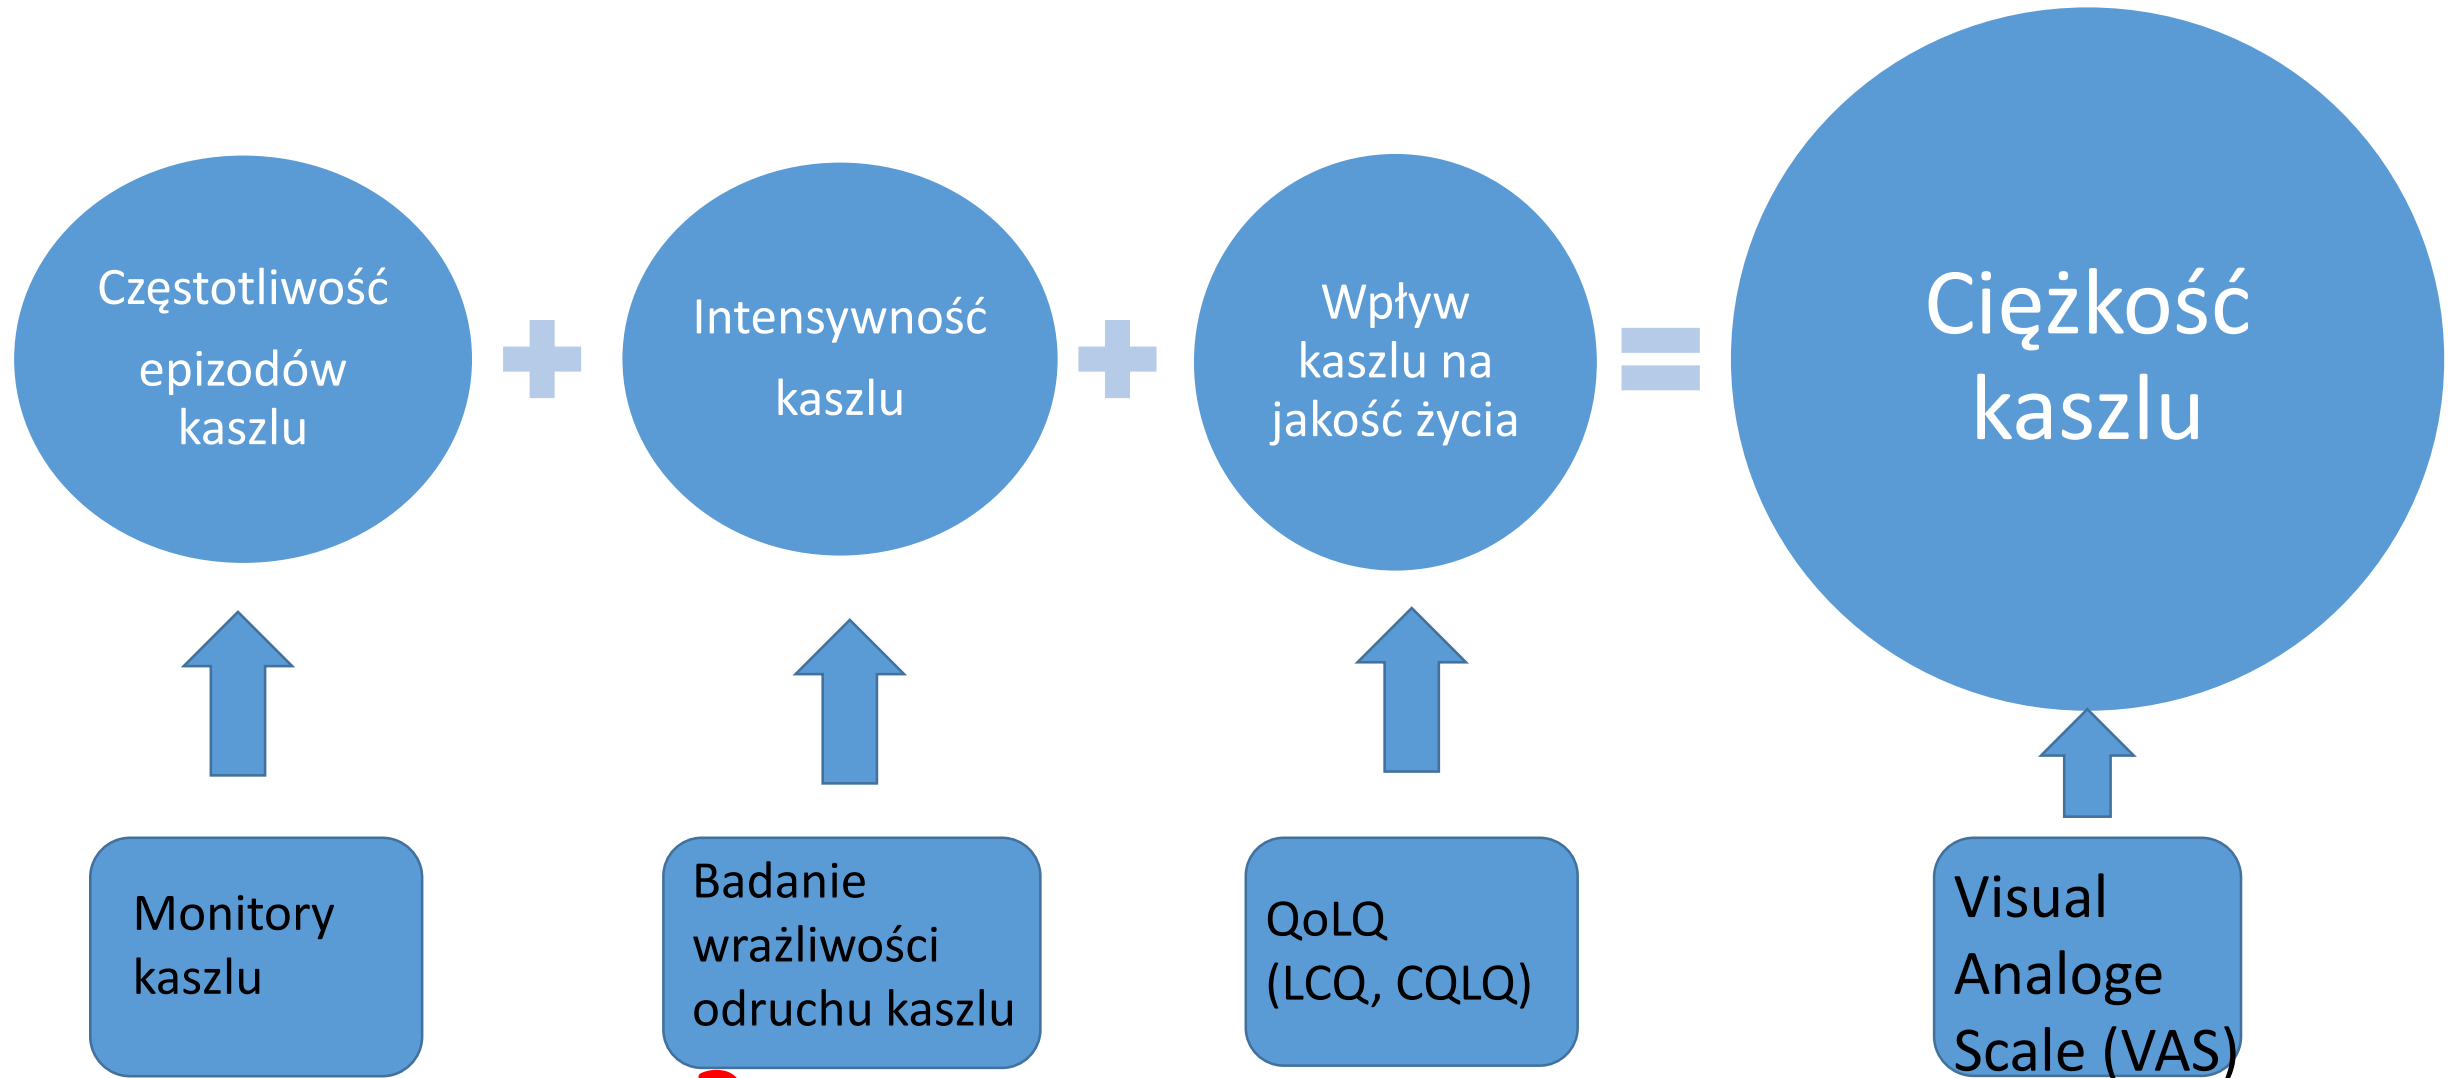 Częstotliwość
epizodów
kaszlu
Intensywność
kaszlu
Wpływ
kaszlu na
jakość życia
Ciężkość
kaszlu
Monitory
kaszlu
Badanie
wrażliwości
odruchu kaszlu
QoLQ
(LCQ, CQLQ)
Visual
Analoge
Scale (VAS)